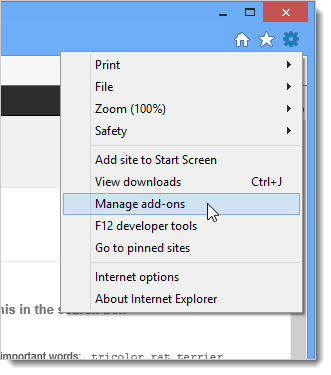 Print
File
Zoom (100%)
Safety
Add site to Start Screen
View downloads Ctrl+J
Manage add-ons
F12 developer tools
Go to pinned sites
Internet options
About Internet Explorer
his in the search box
important words: tricolor rat terrier